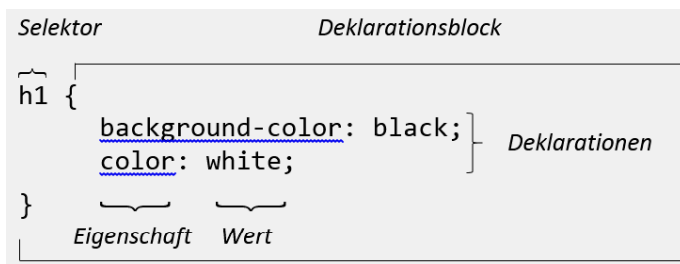 Selektor Deklarationsblock
h1 {
background-color: black;
color: white;
Deklarationen
}
Eigenschaft Wert